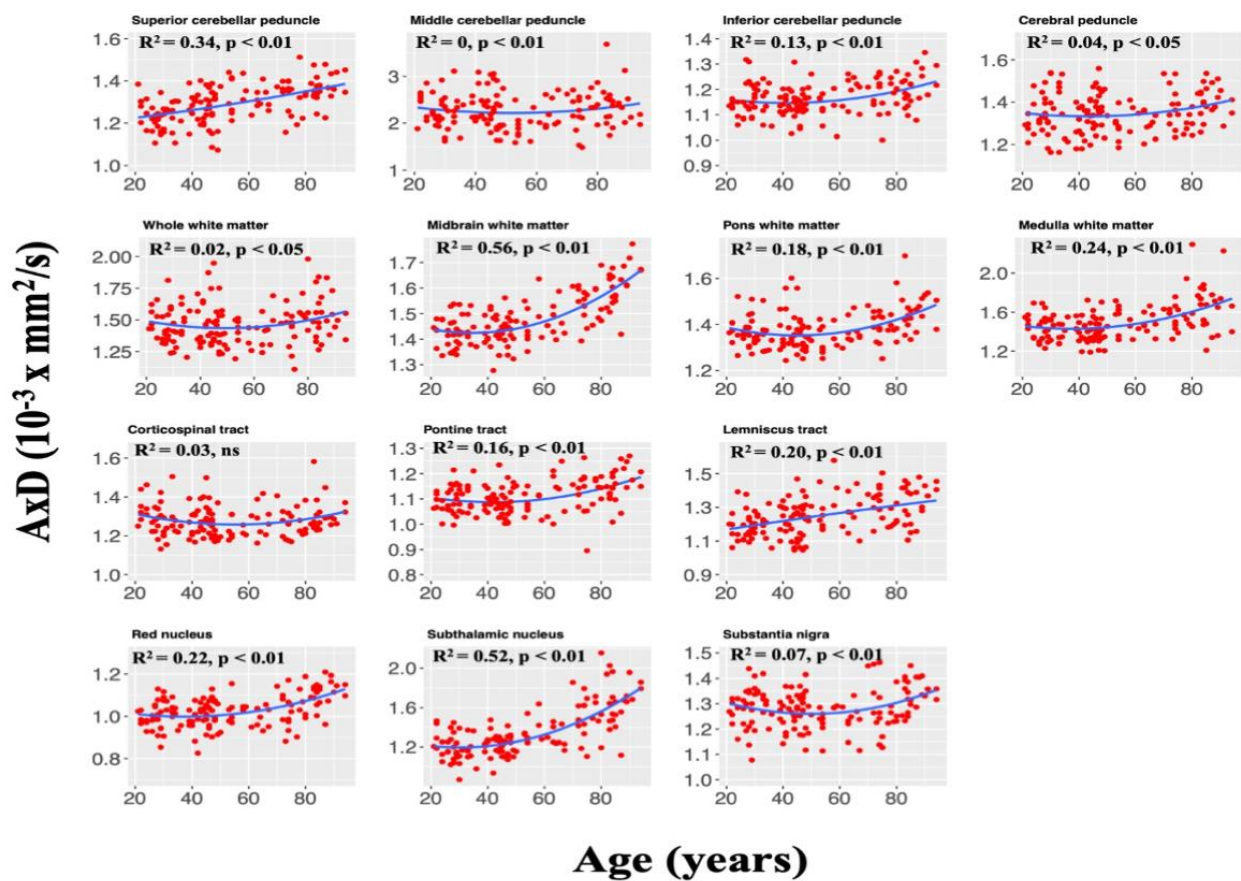 AxD (10-3 x mm2/s)
Superior cerebellar peduncle
R2 = 0.34, p < 0.01
1.6
1.4
1.2
1.0
20 40 60 80
Middle cerebellar peduncle
R2 = 0, p < 0.01
3
2
1
20 40 60 80
Inferior cerebellar peduncle
R2 = 0.13, p < 0.01
1.4
1.3
1.2
1.1
1.0
0.9
20 40 60 80
Cerebral peduncle
R2 = 0.04, p < 0.05
1.6
1.4
1.2
20 40 60 80
Whole white matter
R2 = 0.02, p < 0.05
2.00
1.75
1.50
1.25
20 40 60 80
Midbrain white matter
R2 = 0.56, p < 0.01
1.7
1.6
1.5
1.4
1.3
20 40 60 80
Pons white matter
R2 = 0.18, p < 0.01
1.6
1.4
1.2
20 40 60 80
Medulla white matter
R2 = 0.24, p < 0.01
2.0
1.6
1.2
20 40 60 80
Corticospinal tract
R2 = 0.03, ns
1.6
1.4
1.2
1.0
20 40 60 80
Pontine tract
R2 = 0.16, p < 0.01
1.3
1.2
1.1
1.0
0.9
0.8
20 40 60 80
Lemniscus tract
R2 = 0.20, p < 0.01
1.5
1.3
1.1
0.9
20 40 60 80
Red nucleus
R2 = 0.22, p < 0.01
1.2
1.0
0.8
20 40 60 80
Subthalamic nucleus
R2 = 0.52, p < 0.01
2.0
1.6
1.2
20 40 60 80
Substantia nigra
R2 = 0.07, p < 0.01
1.5
1.4
1.3
1.2
1.1
1.0
20 40 60 80
Age (years)